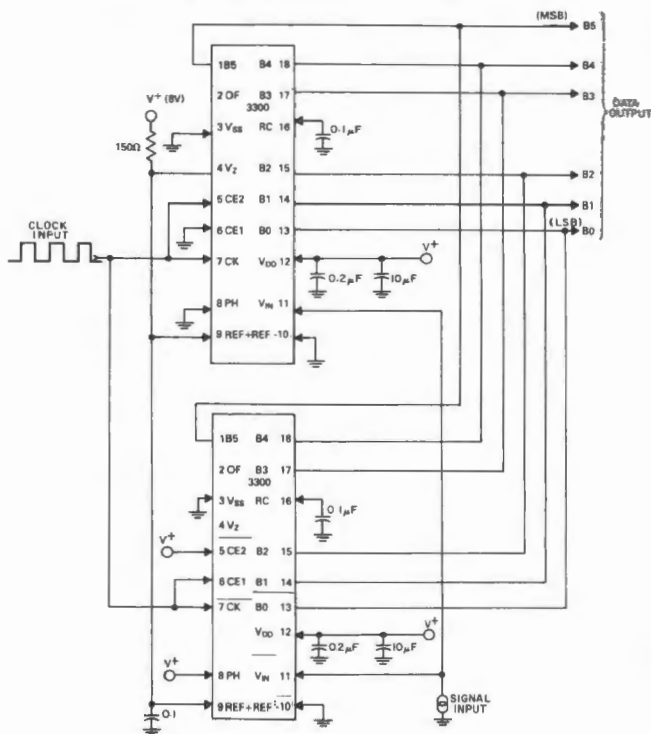 (MSB) B5
1 B5 B4 18 B4
2 OF B3 17 B3
3300
DATA OUTPUT
V+ (8V)
3 VSS RC 16 0.1µF
150Ω
4 VZ B2 15 B2
5 CE2 B1 14 B1
CLOCK INPUT
(LSB)
6 CE1 B0 13 B0
7 CK VDD 12 V+
0.2µF 10µF
8 PH VIN 11
9 REF+ REF- 10
1 B5 B4 18
2 OF B3 17
3300
3 VSS RC 16
0.1µF
4 VZ
V+ 5 CE2 B2 15
6 CE1 B1 14
7 CK B0 13
VDD 12 V+
0.2µF 10µF
V+ 8 PH VIN 11
SIGNAL INPUT
9 REF+ REF- 10
0.1